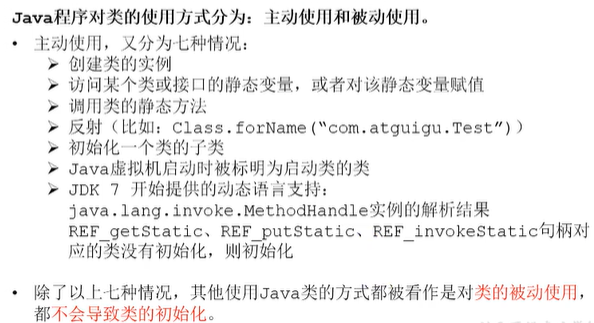 Java程序对类的使用方式分为：主动使用和被动使用。
• 主动使用，又分为七种情况：
➢ 创建类的实例
➢ 访问某个类或接口的静态变量，或者对该静态变量赋值
➢ 调用类的静态方法
➢ 反射（比如：Class.forName(“com.atguigu.Test”)）
➢ 初始化一个类的子类
➢ Java虚拟机启动时被标明为启动类的类
➢ JDK 7 开始提供的动态语言支持：
java.lang.invoke.MethodHandle实例的解析结果
REF_getStatic、REF_putStatic、REF_invokeStatic句柄对
应的类没有初始化，则初始化
• 除了以上七种情况，其他使用Java类的方式都被看作是对类的被动使用，
都不会导致类的初始化。